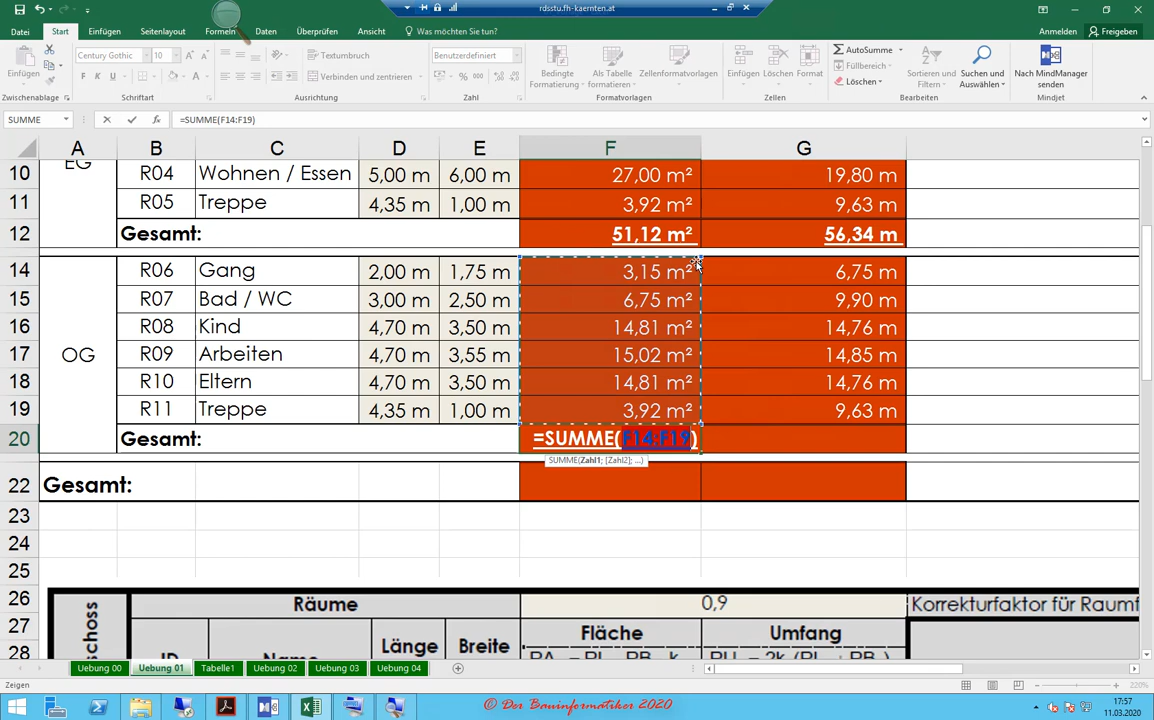 rdsstu.fh-kaernten.at
Datei Start Einfügen Seitenlayout Formeln Daten Überprüfen Ansicht Was möchten Sie tun? Anmelden Freigeben
Einfügen
Century Gothic 10
Textumbruch
Verbinden und zentrieren
Benutzerdefiniert
Bedingte Formatierung
Als Tabelle formatieren
Zellenformatvorlagen
Einfügen Löschen Format
AutoSumme
Füllbereich
Löschen
Sortieren und Filtern
Suchen und Auswählen
Nach MindManager senden
Zwischenablage Schriftart Ausrichtung Zahl Formatvorlagen Zellen Bearbeiten Mindjet
SUMME =SUMME(F14:F19)
A B C D E F G
10 EG R04 Wohnen / Essen 5,00 m 6,00 m 27,00 m² 19,80 m
11 R05 Treppe 4,35 m 1,00 m 3,92 m² 9,63 m
12 Gesamt: 51,12 m² 56,34 m
14 R06 Gang 2,00 m 1,75 m 3,15 m² 6,75 m
15 R07 Bad / WC 3,00 m 2,50 m 6,75 m² 9,90 m
16 R08 Kind 4,70 m 3,50 m 14,81 m² 14,76 m
17 OG R09 Arbeiten 4,70 m 3,55 m 15,02 m² 14,85 m
18 R10 Eltern 4,70 m 3,50 m 14,81 m² 14,76 m
19 R11 Treppe 4,35 m 1,00 m 3,92 m² 9,63 m
20 Gesamt: =SUMME(F14:F19)
SUMME(Zahl1; [Zahl2]; ...)
22 Gesamt:
23
24
25
26 Räume 0,9 Korrekturfaktor für Raumf
27 schoss Länge Breite Fläche Umfang
28 ID Name
Uebung 00 Uebung 01 Tabelle1 Uebung 02 Uebung 03 Uebung 04
Zeigen 220%
© Der Bauinformatiker 2020
17:57
11.03.2020